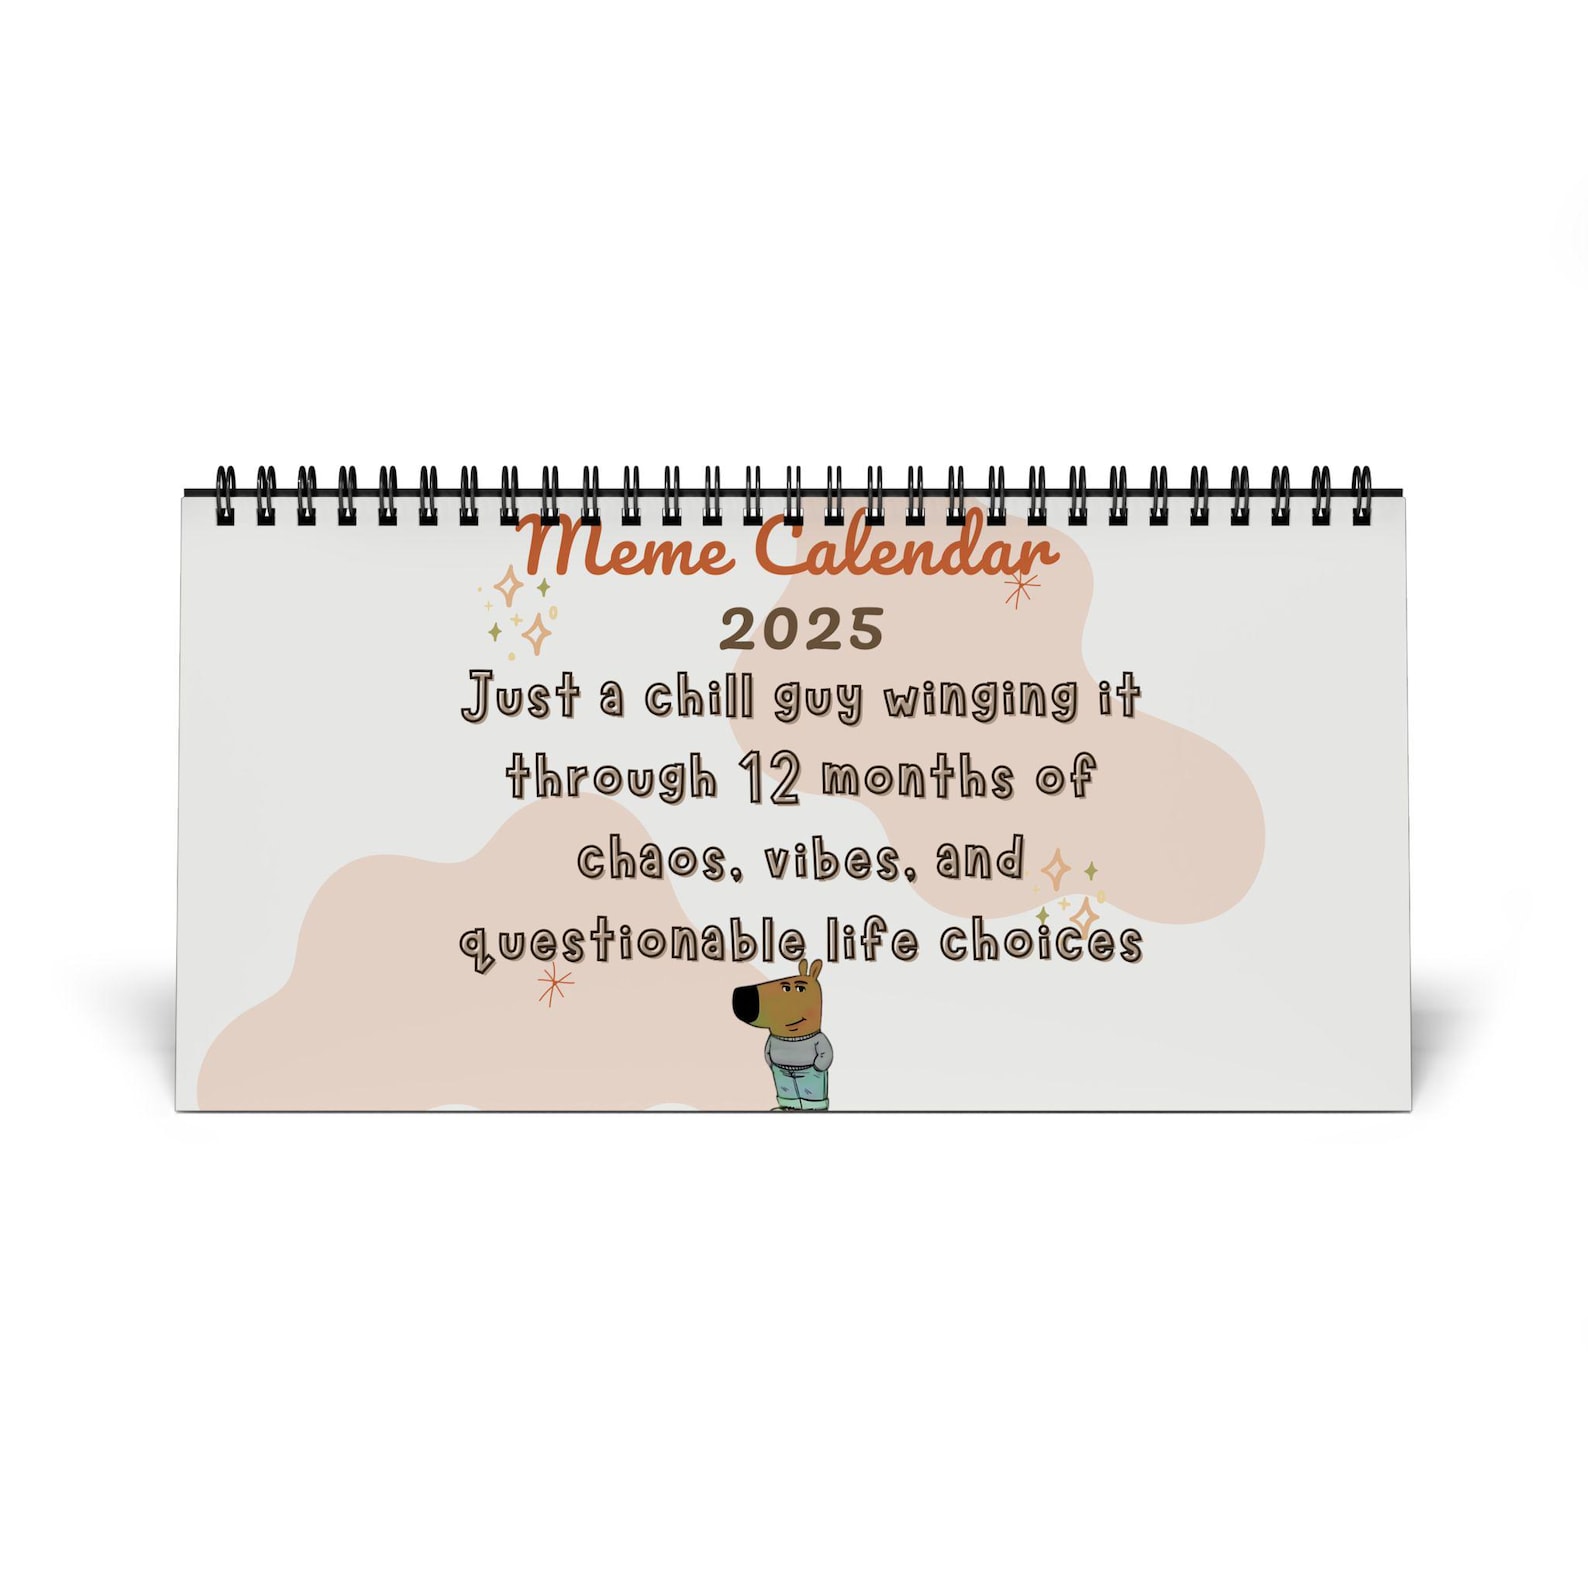 Meme Calendar
2025
Just a chill guy winging it
through 12 months of
chaos, vibes, and
questionable life choices